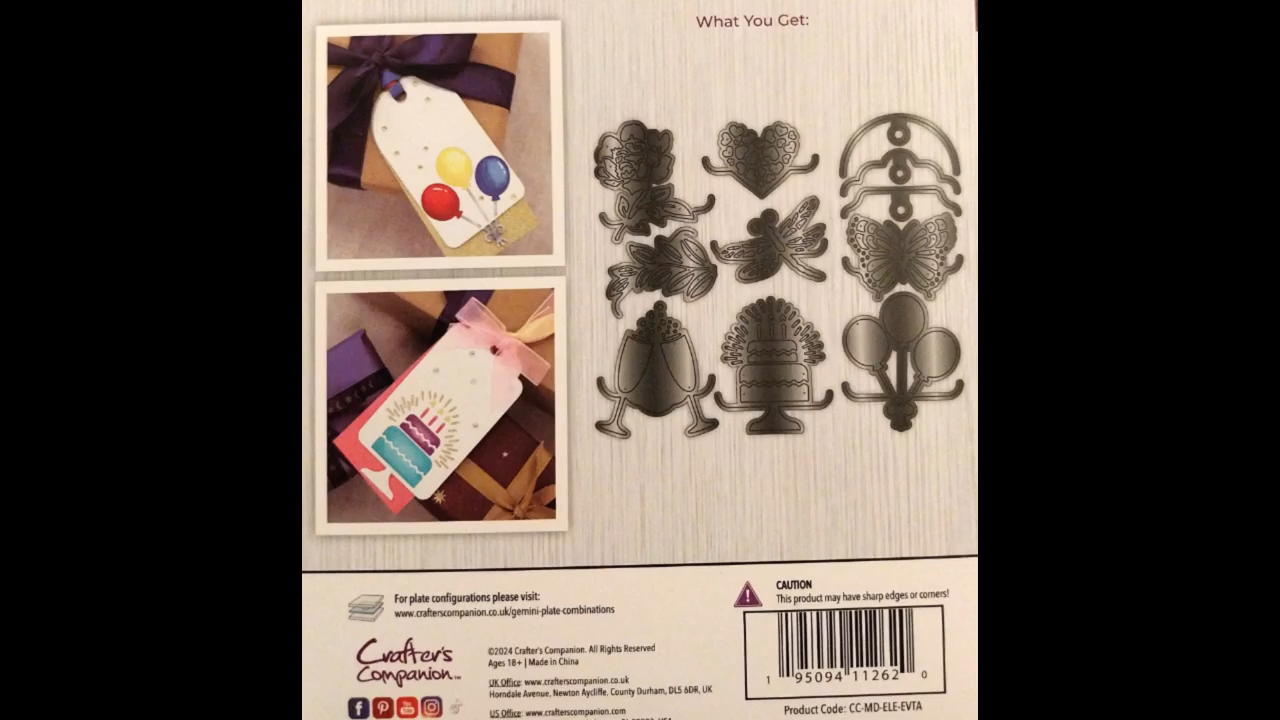 What You Get:
For plate configurations please visit:
www.crafterscompanion.co.uk/gemini-plate-combinations
CAUTION
This product may have sharp edges or corners!
Crafter's
Companion™
©2024 Crafter's Companion. All Rights Reserved
Ages 18+ | Made in China
UK Office: www.crafterscompanion.co.uk
Horndale Avenue, Newton Aycliffe, County Durham, DL5 6DR, UK
US Office: www.crafterscompanion.com
1 95094 11262 0
Product Code: CC-MD-ELE-EVTA